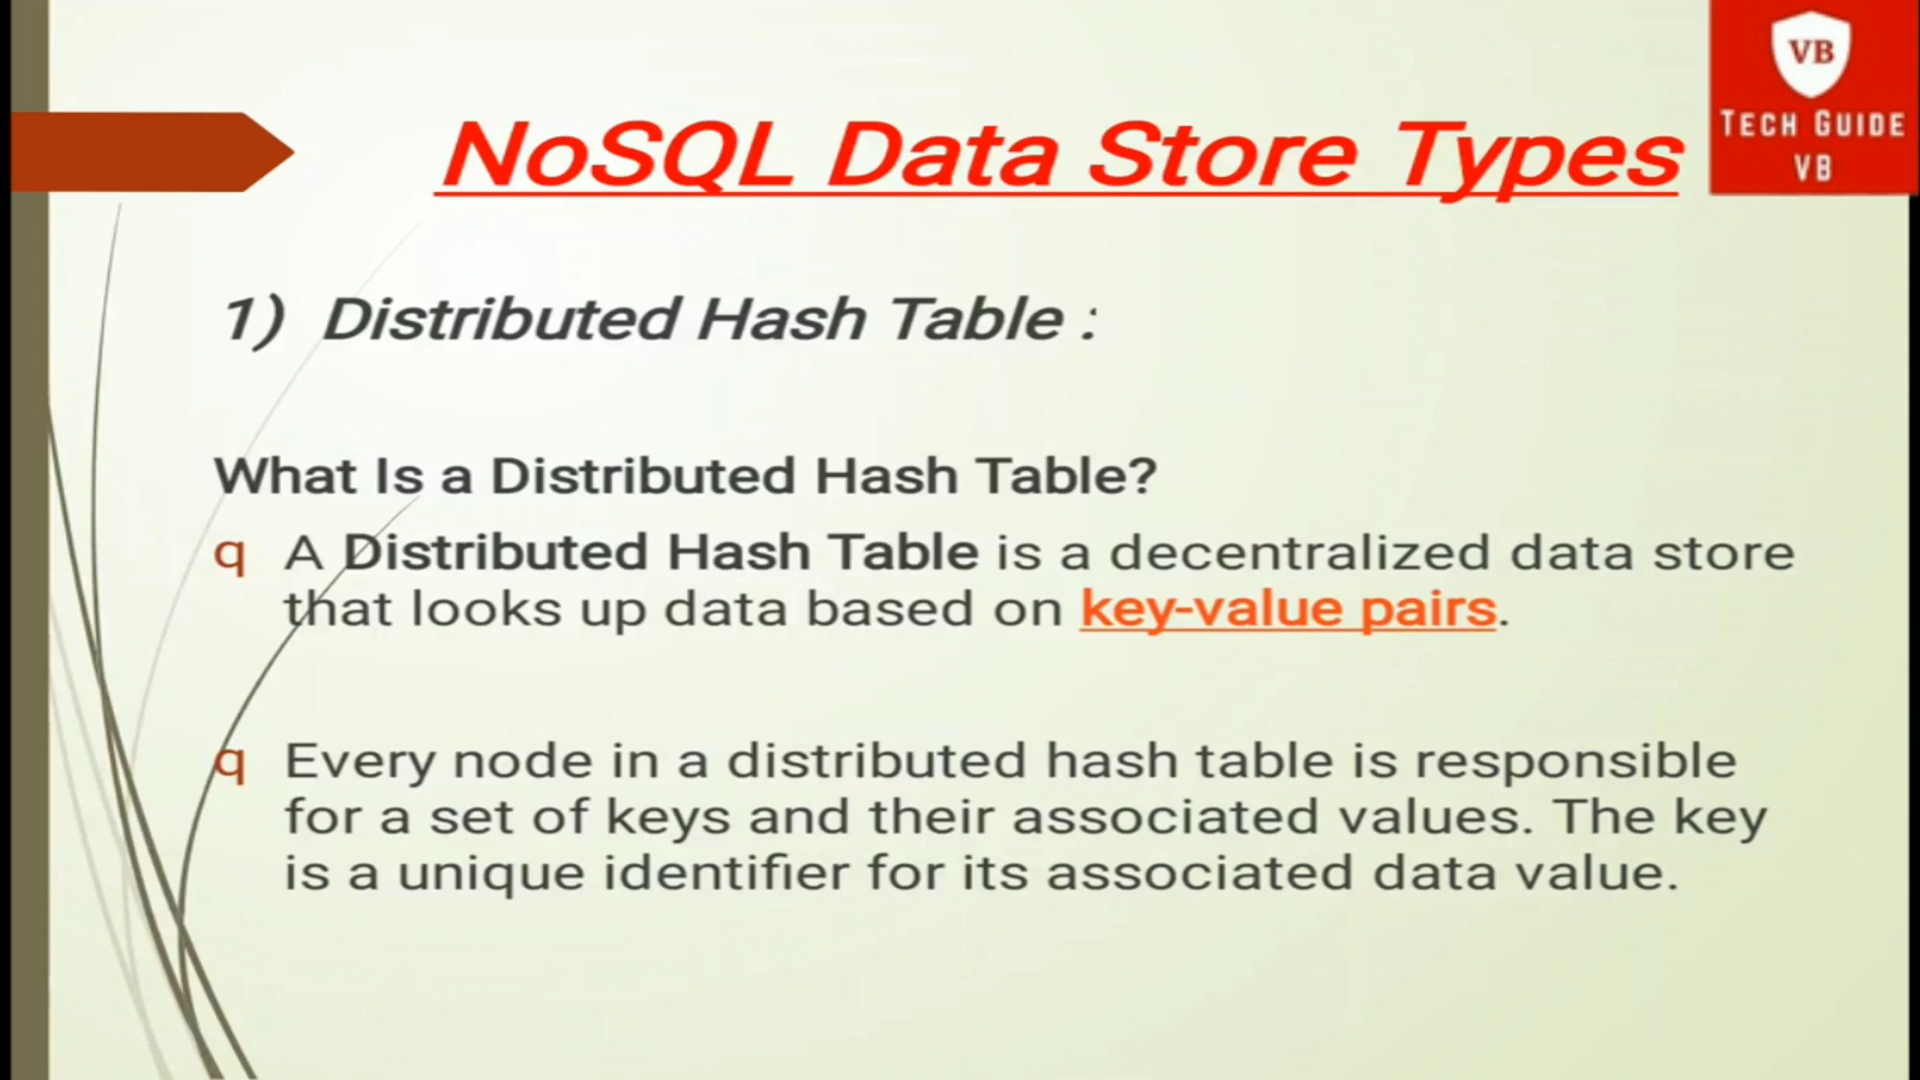 VB
TECH GUIDE
VB
NoSQL Data Store Types
1) Distributed Hash Table :
What Is a Distributed Hash Table?
q A Distributed Hash Table is a decentralized data store
that looks up data based on key-value pairs.
q Every node in a distributed hash table is responsible
for a set of keys and their associated values. The key
is a unique identifier for its associated data value.